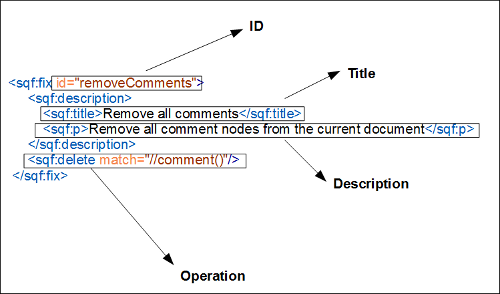 ID
Title
<sqf:fix id="removeComments">
<sqf:description>
<sqf:title>Remove all comments</sqf:title>
<sqf:p>Remove all comment nodes from the current document</sqf:p>
</sqf:description>
<sqf:delete match="//comment()"/>
</sqf:fix>
Description
Operation